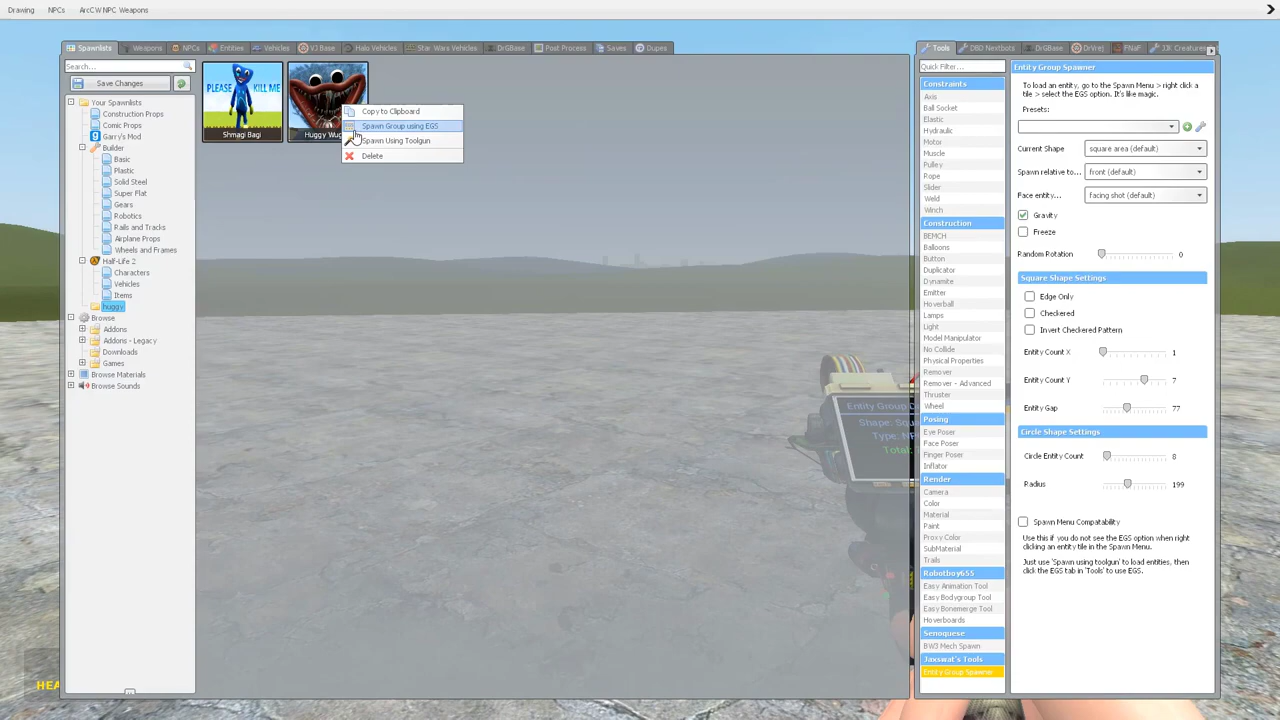 Drawing NPCs ArcCW NPC Weapons
Spawnlists Weapons NPCs Entities Vehicles VJ Base Halo Vehicles Star Wars Vehicles DrGBase Post Process Saves Dupes
Search...
Save Changes
Your Spawnlists
Construction Props
Comic Props
Garry's Mod
Builder
Basic
Plastic
Solid Steel
Super Flat
Gears
Robotics
Rails and Tracks
Airplane Props
Wheels and Frames
Half-Life 2
Characters
Vehicles
Items
huggy
Browse
Addons
Addons - Legacy
Downloads
Games
Browse Materials
Browse Sounds
PLEASE KILL ME
Shmagi Bagi
Copy to Clipboard
Spawn Group using EGS
Spawn Using Toolgun
Delete
Tools DBD Nextbots DrGBase DrVrej FNaF JJK Creatures
Quick Filter...
Constraints
Axis
Ball Socket
Elastic
Hydraulic
Motor
Muscle
Pulley
Rope
Slider
Weld
Winch
Construction
BEMCH
Balloons
Button
Duplicator
Dynamite
Emitter
Hoverball
Lamps
Light
Model Manipulator
No Collide
Physical Properties
Remover
Remover - Advanced
Thruster
Wheel
Posing
Eye Poser
Face Poser
Finger Poser
Inflator
Render
Camera
Color
Material
Paint
Proxy Color
SubMaterial
Trails
Robotboy655
Easy Animation Tool
Easy Bodygroup Tool
Easy Bonemerge Tool
Hoverboards
Senoquese
BW3 Mech Spawn
Jaxswat's Tools
Entity Group Spawner
Entity Group Spawner
To load an entity, go to the Spawn Menu > right click a
tile > select the EGS option. It's like magic.
Presets:
Current Shape square area (default)
Spawn relative to... front (default)
Face entity... facing shot (default)
Gravity
Freeze
Random Rotation 0
Square Shape Settings
Edge Only
Checkered
Invert Checkered Pattern
Entity Count X 1
Entity Count Y 7
Entity Gap 77
Circle Shape Settings
Circle Entity Count 8
Radius 199
Spawn Menu Compatability
Use this if you do not see the EGS option when right
clicking an entity tile in the Spawn Menu.
Just use 'Spawn using toolgun' to load entities, then
click the EGS tab in 'Tools' to use EGS.
Entity Group
Total: